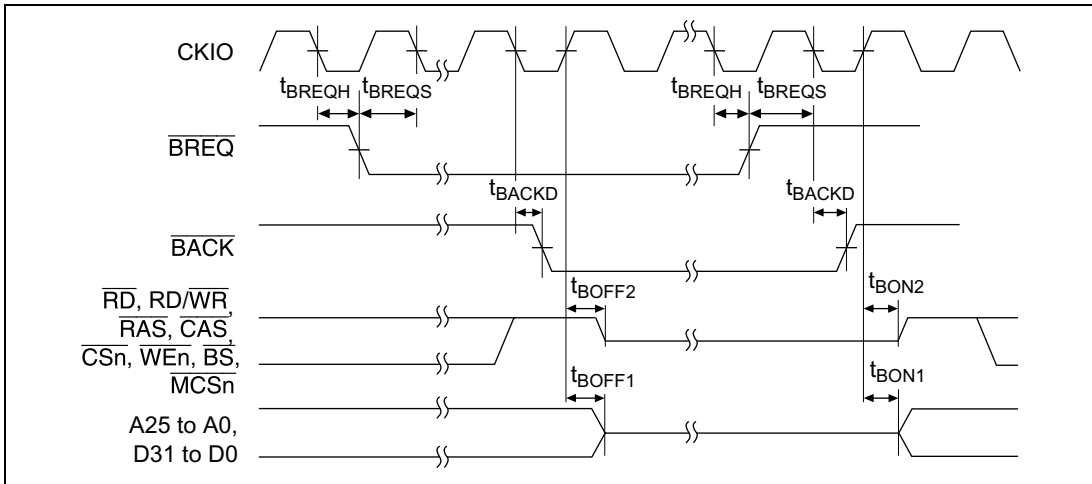 CKIO
tBREQH tBREQS tBREQH tBREQS
BREQ
tBACKD tBACKD
BACK
RD, RD/WR,
RAS, CAS,
CSn, WEn, BS,
MCSn
tBOFF2 tBON2
tBOFF1 tBON1
A25 to A0,
D31 to D0